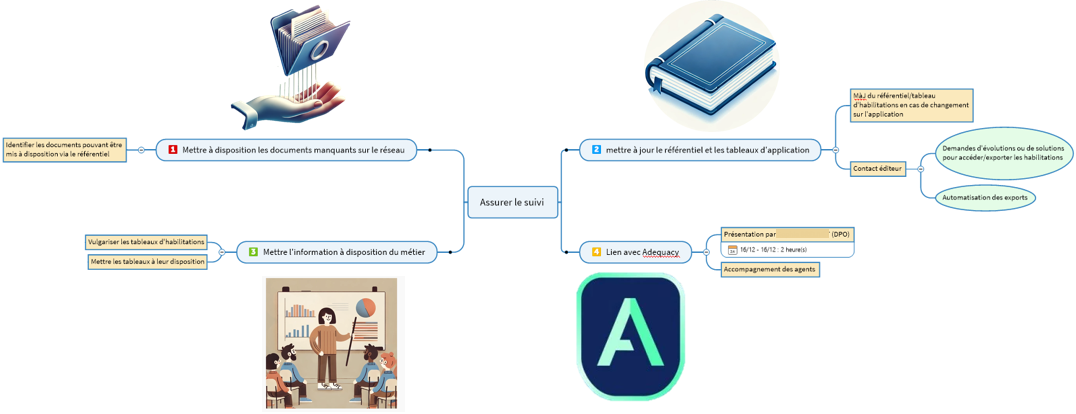 1 Mettre à disposition les documents manquants sur le réseau
Identifier les documents pouvant être
mis à disposition via le référentiel
2 mettre à jour le référentiel et les tableaux d'application
MàJ du référentiel/tableau
d'habilitations en cas de changement
sur l'application
Contact éditeur
Demandes d'évolutions ou de solutions
pour accéder/exporter les habilitations
Automatisation des exports
Assurer le suivi
3 Mettre l'information à disposition du métier
Vulgariser les tableaux d'habilitations
Mettre les tableaux à leur disposition
4 Lien avec Adequacy
Présentation par (DPO)
16/12 - 16/12 : 2 heure(s)
Accompagnement des agents
A